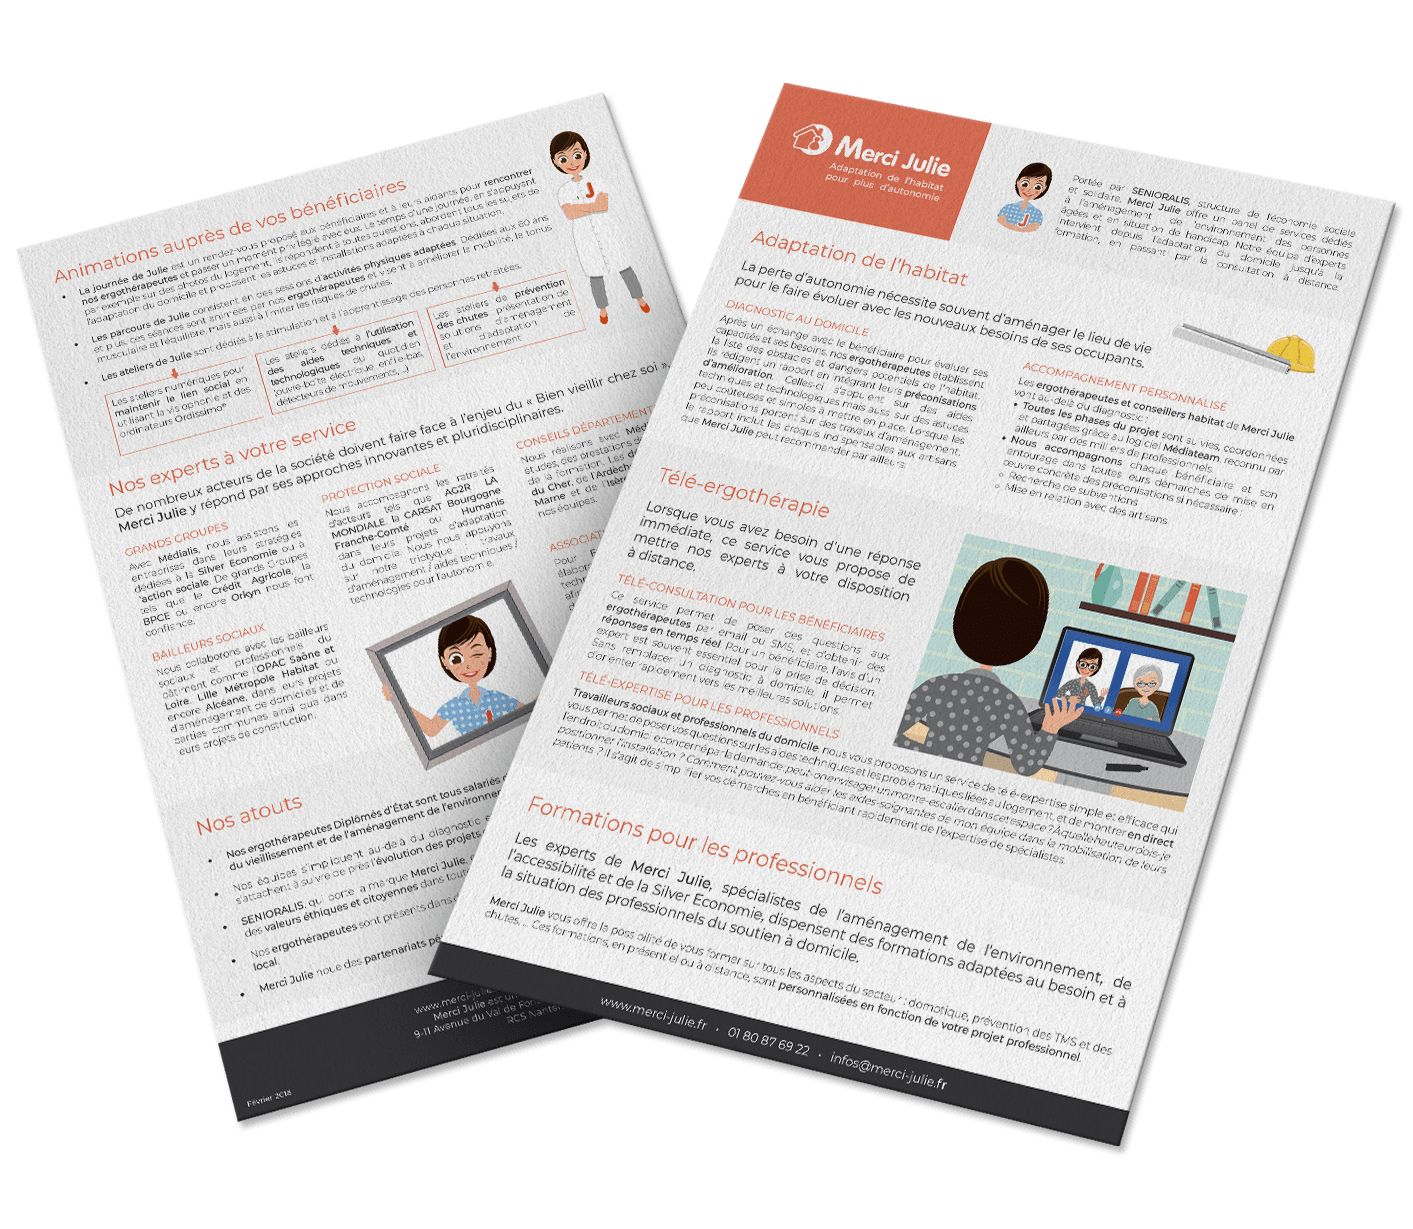 Merci Julie
Adaptation de l'habitat
pour plus d'autonomie
Portée par SENIORALIS, structure de l'économie sociale
et solidaire, Merci Julie offre un panel de services dédiés
à l'aménagement de l'environnement des personnes
âgées et en situation de handicap. Notre équipe d'experts
intervient depuis l'adaptation du domicile jusqu'à la
formation, en passant par la consultation à distance.
Adaptation de l'habitat
La perte d'autonomie nécessite souvent d'aménager le lieu de vie
pour le faire évoluer avec les nouveaux besoins de ses occupants.
DIAGNOSTIC AU DOMICILE
Après un échange avec le bénéficiaire pour évaluer ses
capacités et ses besoins, nos ergothérapeutes établissent
la liste des obstacles et dangers potentiels de l'habitat.
Ils rédigent un rapport en intégrant leurs préconisations
d'amélioration. Celles-ci s'appuient sur des aides
techniques et technologiques mais aussi sur des astuces
peu coûteuses et simples à mettre en place. Lorsque les
préconisations portent sur des travaux d'aménagement,
le rapport inclut les croquis indispensables aux artisans
que Merci Julie peut recommander par ailleurs.
ACCOMPAGNEMENT PERSONNALISÉ
Les ergothérapeutes et conseillers habitat de Merci Julie
vont au-delà du diagnostic :
• Toutes les phases du projet sont suivies, coordonnées
et partagées grâce au logiciel Médiateam, reconnu par
ailleurs par des milliers de professionnels.
• Nous accompagnons chaque bénéficiaire et son
entourage dans toutes leurs démarches de mise en
œuvre concrète des préconisations si nécessaire :
○ Recherche de subventions
○ Mise en relation avec des artisans
Télé-ergothérapie
Lorsque vous avez besoin d'une réponse
immédiate, ce service vous propose de
mettre nos experts à votre disposition
à distance.
TÉLÉ-CONSULTATION POUR LES BÉNÉFICIAIRES
Ce service permet de poser des questions aux
ergothérapeutes par email ou SMS, et d'obtenir des
réponses en temps réel. Pour un bénéficiaire, l'avis d'un
expert est souvent essentiel pour la prise de décision.
Sans remplacer un diagnostic à domicile, il permet
d'orienter rapidement vers les meilleures solutions.
TÉLÉ-EXPERTISE POUR LES PROFESSIONNELS
Travailleurs sociaux et professionnels du domicile nous vous proposons un service de télé-expertise simple et efficace qui
vous permet de poser vos questions sur les aides techniques et les problématiques liées au logement, et de montrer en direct
l'endroit du domicile concerné par la demande: peut-on envisager un monte-escalier dans cet espace ? À quelle hauteur dois-je
positionner l'installation ? Comment pouvez-vous aider les aides-soignantes de mon équipe dans la mobilisation de leurs
patients ? Il s'agit de simplifier vos démarches en bénéficiant rapidement de l'expertise de spécialistes.
Formations pour les professionnels
Les experts de Merci Julie, spécialistes de l'aménagement de l'environnement, de
l'accessibilité et de la Silver Economie, dispensent des formations adaptées au besoin et à
la situation des professionnels du soutien à domicile.
Merci Julie vous offre la possibilité de vous former sur tous les aspects du secteur : domotique, prévention des TMS et des
chutes, ... Ces formations, en présentiel ou à distance, sont personnalisées en fonction de votre projet professionnel.
www.merci-julie.fr • 01 80 87 69 22 • infos@merci-julie.fr
Animations auprès de vos bénéficiaires
• La journée de Julie est un rendez-vous proposé aux bénéficiaires et à leurs aidants pour rencontrer
nos ergothérapeutes et passer un moment privilégié avec eux. Le temps d'une journée, en s'appuyant
par exemple sur des photos du logement, ils répondent à toutes questions, abordent tous les sujets de
l'adaptation du domicile et proposent les astuces et installations adaptées à chaque situation.
• Les parcours de Julie consistent en des sessions d'activités physiques adaptées. Dédiées aux 60 ans
et plus, ces séances sont animées par nos ergothérapeutes et visent à améliorer la mobilité, le tonus
musculaire et l'équilibre, mais aussi à limiter les risques de chutes.
• Les ateliers de Julie sont dédiés à la stimulation et à l'apprentissage des personnes retraitées.
Les ateliers numériques pour
maintenir le lien social en
utilisant la visiophonie et des
ordinateurs Ordissimo®
Les ateliers dédiés à l'utilisation
des aides techniques et
technologiques du quotidien
(ouvre-boîte électrique, enfile-bas,
détecteurs de mouvements,...)
Les ateliers de prévention
des chutes : présentation de
solutions d'aménagement
et d'adaptation de
l'environnement
Nos experts à votre service
De nombreux acteurs de la société doivent faire face à l'enjeu du « Bien vieillir chez soi ».
Merci Julie y répond par ses approches innovantes et pluridisciplinaires.
GRANDS GROUPES
Avec Médialis, nous assistons les
entreprises dans leurs stratégies
dédiées à la Silver Economie ou à
l'action sociale. De grands Groupes
tels que le Crédit Agricole, la
BPCE ou encore Orkyn nous font
confiance.
BAILLEURS SOCIAUX
Nous collaborons avec les bailleurs
sociaux et professionnels du
bâtiment comme l'OPAC Saône et
Loire, Lille Métropole Habitat ou
encore Alcéane, dans leurs projets
d'aménagement de domiciles et de
parties communes ainsi que dans
leurs projets de construction.
PROTECTION SOCIALE
Nous accompagnons les retraités
d'acteurs tels que AG2R LA
MONDIALE, la CARSAT Bourgogne
Franche-Comté ou Humanis
dans leurs projets d'adaptation
du domicile. Nous nous appuyons
sur notre triptyque : travaux
d'aménagement / aides techniques /
technologies pour l'autonomie.
CONSEILS DÉPARTEMENT
Nous réalisons avec
études, des prestations
de la formation. Les
du Cher, de l'Ardèch
Marne et de l'Isèr
nos équipes.
ASSOCIAT
Pour
élabor
techn
Nos atouts
• Nos ergothérapeutes Diplômés d'État sont tous salariés
du vieillissement et de l'aménagement de l'environne
• Nos équipes s'impliquent au-delà du diagnostic
s'attachent à suivre de près l'évolution des projets
• SENIORALIS, qui porte la marque Merci Julie,
des valeurs éthiques et citoyennes dans tou
• Nos ergothérapeutes sont présents dans
local.
• Merci Julie noue des partenariats
www.merci-julie
Merci Julie est un
9-11 Avenue du Val de Fon
RCS Nanter
Février 2018